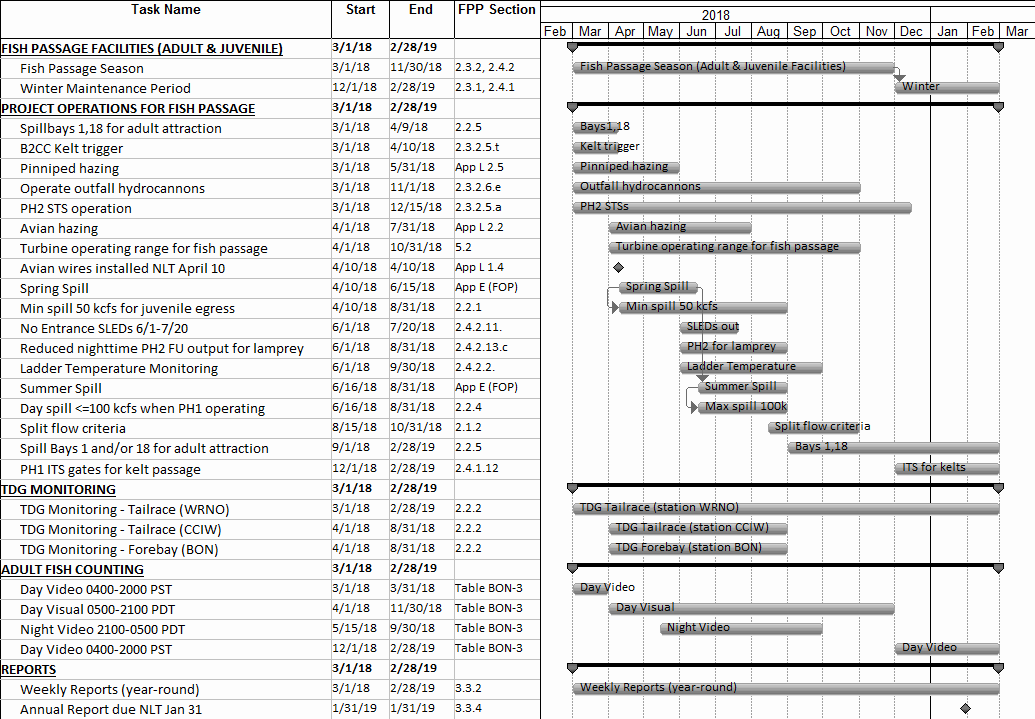 Task Name Start End FPP Section 2018
Feb Mar Apr May Jun Jul Aug Sep Oct Nov Dec Jan Feb Mar
FISH PASSAGE FACILITIES (ADULT & JUVENILE) 3/1/18 2/28/19
Fish Passage Season 3/1/18 11/30/18 2.3.2, 2.4.2 Fish Passage Season (Adult & Juvenile Facilities)
Winter Maintenance Period 12/1/18 2/28/19 2.3.1, 2.4.1 Winter
PROJECT OPERATIONS FOR FISH PASSAGE 3/1/18 2/28/19
Spillbays 1,18 for adult attraction 3/1/18 4/9/18 2.2.5 Bays1,18
B2CC Kelt trigger 3/1/18 4/10/18 2.3.2.5.t Kelt trigger
Pinniped hazing 3/1/18 5/31/18 App L 2.5 Pinniped hazing
Operate outfall hydrocannons 3/1/18 11/1/18 2.3.2.6.e Outfall hydrocannons
PH2 STS operation 3/1/18 12/15/18 2.3.2.5.a PH2 STSs
Avian hazing 4/1/18 7/31/18 App L 2.2 Avian hazing
Turbine operating range for fish passage 4/1/18 10/31/18 5.2 Turbine operating range for fish passage
Avian wires installed NLT April 10 4/10/18 4/10/18 App L 1.4
Spring Spill 4/10/18 6/15/18 App E (FOP) Spring Spill
Min spill 50 kcfs for juvenile egress 4/10/18 8/31/18 2.2.1 Min spill 50 kcfs
No Entrance SLEDs 6/1-7/20 6/1/18 7/20/18 2.4.2.11. SLEDs out
Reduced nighttime PH2 FU output for lamprey 6/1/18 8/31/18 2.4.2.13.c PH2 for lamprey
Ladder Temperature Monitoring 6/1/18 9/30/18 2.4.2.2. Ladder Temperature
Summer Spill 6/16/18 8/31/18 App E (FOP) Summer Spill
Day spill <=100 kcfs when PH1 operating 6/16/18 8/31/18 2.2.4 Max spill 100k
Split flow criteria 8/15/18 10/31/18 2.1.2 Split flow criteria
Spill Bays 1 and/or 18 for adult attraction 9/1/18 2/28/19 2.2.5 Bays 1,18
PH1 ITS gates for kelt passage 12/1/18 2/28/19 2.4.1.12 ITS for kelts
TDG MONITORING 3/1/18 2/28/19
TDG Monitoring - Tailrace (WRNO) 3/1/18 2/28/19 2.2.2 TDG Tailrace (station WRNO)
TDG Monitoring - Tailrace (CCIW) 4/1/18 8/31/18 2.2.2 TDG Tailrace (station CCIW)
TDG Monitoring - Forebay (BON) 4/1/18 8/31/18 2.2.2 TDG Forebay (station BON)
ADULT FISH COUNTING 3/1/18 2/28/19
Day Video 0400-2000 PST 3/1/18 3/31/18 Table BON-3 Day Video
Day Visual 0500-2100 PDT 4/1/18 11/30/18 Table BON-3 Day Visual
Night Video 2100-0500 PDT 5/15/18 9/30/18 Table BON-3 Night Video
Day Video 0400-2000 PST 12/1/18 2/28/19 Table BON-3 Day Video
REPORTS 3/1/18 2/28/19
Weekly Reports (year-round) 3/1/18 2/28/19 3.3.2 Weekly Reports (year-round)
Annual Report due NLT Jan 31 1/31/19 1/31/19 3.3.4